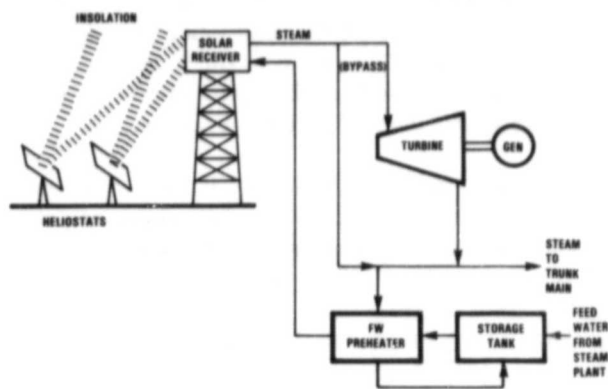 INSOLATION
SOLAR
RECEIVER
STEAM
(BYPASS)
TURBINE
GEN
HELIOSTATS
STEAM
TO
TRUNK
MAIN
FW
PREHEATER
STORAGE
TANK
FEED
WATER
FROM
STEAM
PLANT